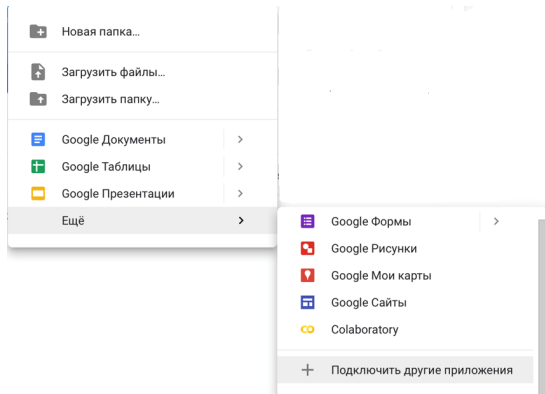 Новая папка...
Загрузить файлы...
Загрузить папку...
Google Документы
Google Таблицы
Google Презентации
Ещё
Google Формы
Google Рисунки
Google Мои карты
Google Сайты
Colaboratory
Подключить другие приложения